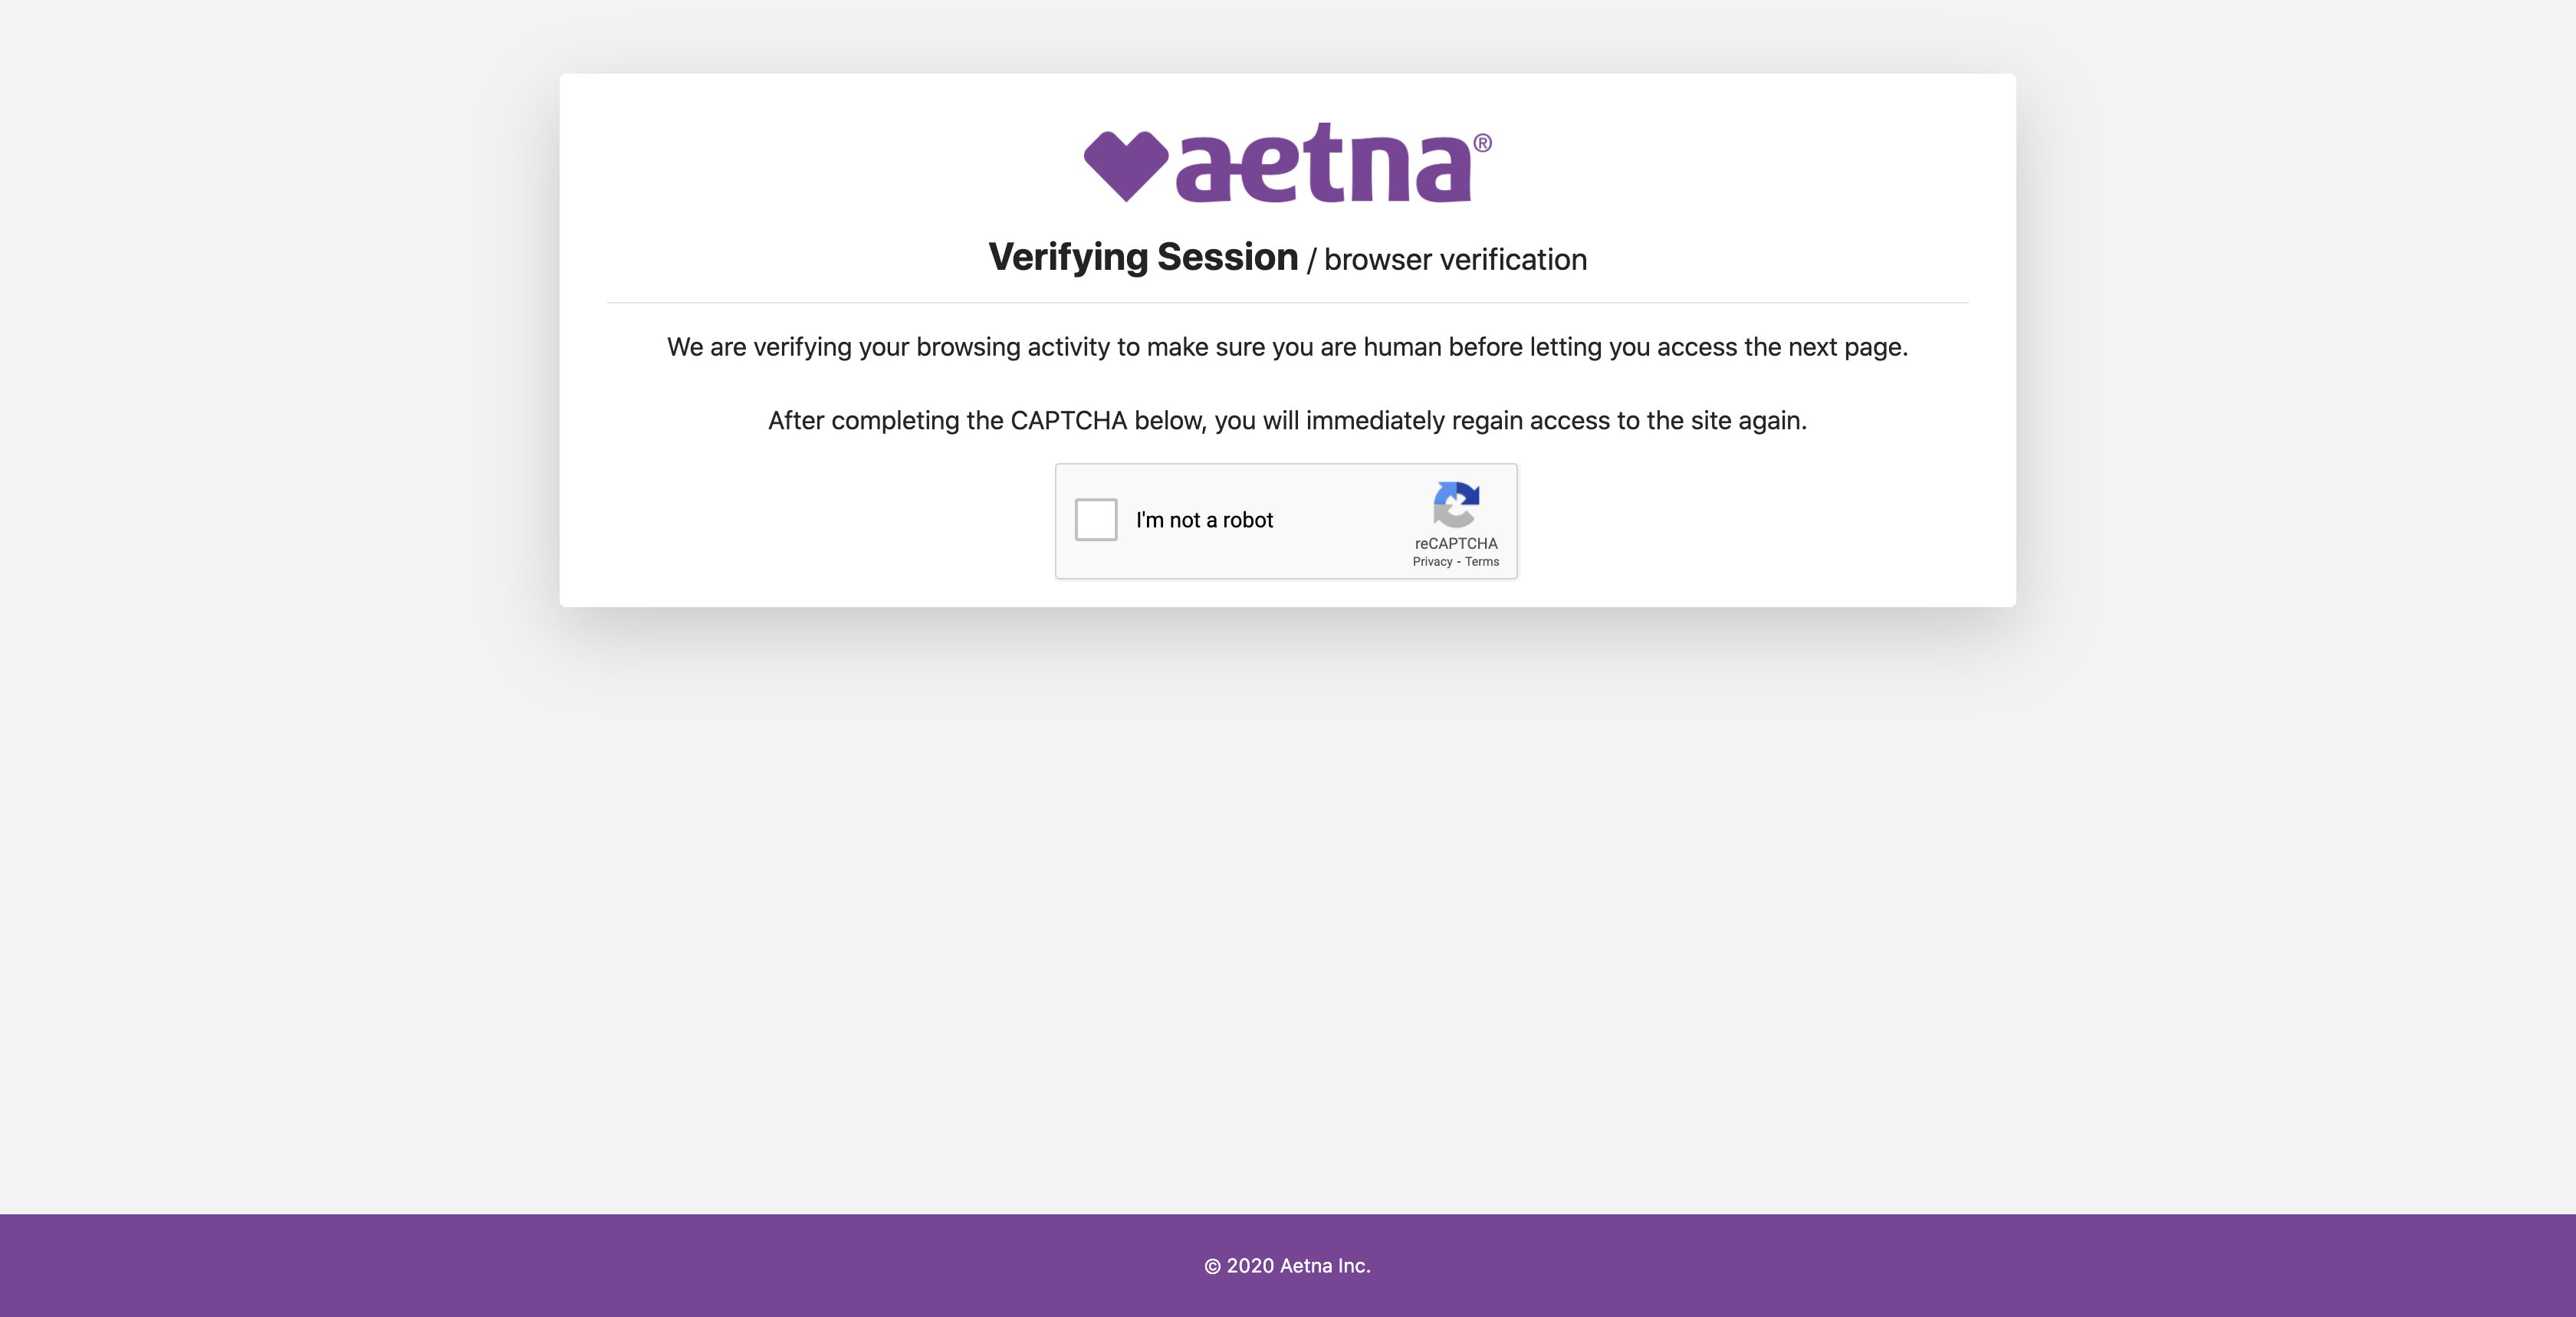 aetna®
Verifying Session / browser verification
We are verifying your browsing activity to make sure you are human before letting you access the next page.
After completing the CAPTCHA below, you will immediately regain access to the site again.
I'm not a robot
reCAPTCHA
Privacy - Terms
© 2020 Aetna Inc.